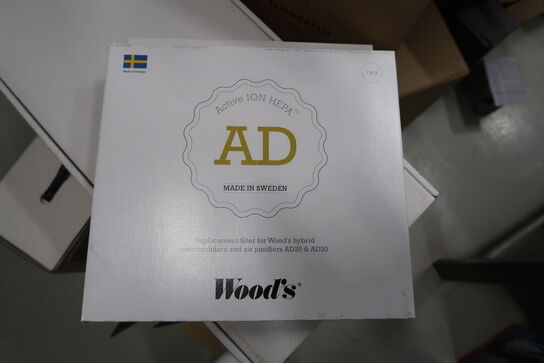 Made in Sweden
1 pcs
Active ION HEPA™
AD
MADE IN SWEDEN
Replacement filter for Wood's hybrid
dehumidifiers and air purifiers AD20 & AD30
Wood's®